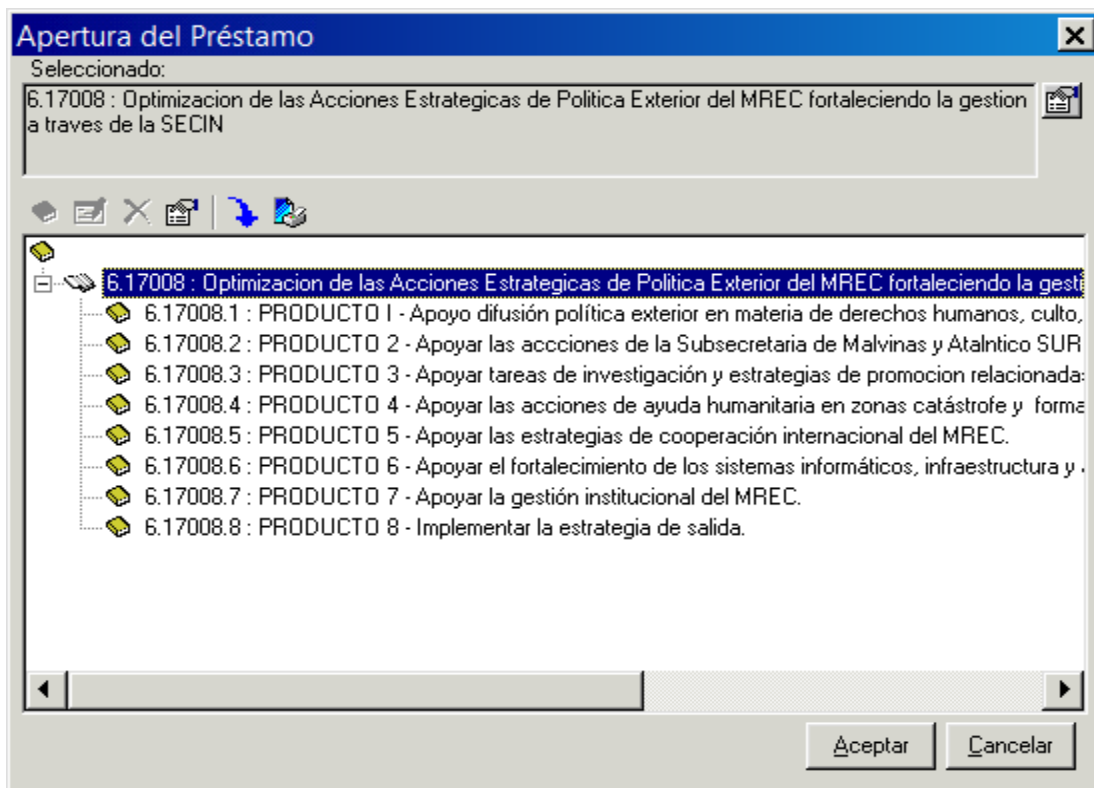 Apertura del Préstamo
Seleccionado:
6.17008 : Optimizacion de las Acciones Estrategicas de Politica Exterior del MREC fortaleciendo la gestion
a traves de la SECIN
6.17008 : Optimizacion de las Acciones Estrategicas de Politica Exterior del MREC fortaleciendo la gesti
6.17008.1 : PRODUCTO I - Apoyo difusión política exterior en materia de derechos humanos, culto,
6.17008.2 : PRODUCTO 2 - Apoyar las accciones de la Subsecretaria de Malvinas y Atalntico SUR
6.17008.3 : PRODUCTO 3 - Apoyar tareas de investigación y estrategias de promocion relacionada
6.17008.4 : PRODUCTO 4 - Apoyar las acciones de ayuda humanitaria en zonas catástrofe y forma
6.17008.5 : PRODUCTO 5 - Apoyar las estrategias de cooperación internacional del MREC.
6.17008.6 : PRODUCTO 6 - Apoyar el fortalecimiento de los sistemas informáticos, infraestructura y
6.17008.7 : PRODUCTO 7 - Apoyar la gestión institucional del MREC.
6.17008.8 : PRODUCTO 8 - Implementar la estrategia de salida.
Aceptar
Cancelar